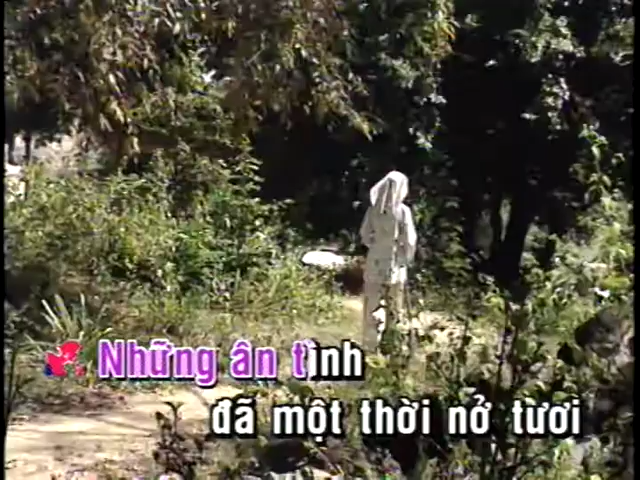 Những ân tình
đã một thời nở tươi